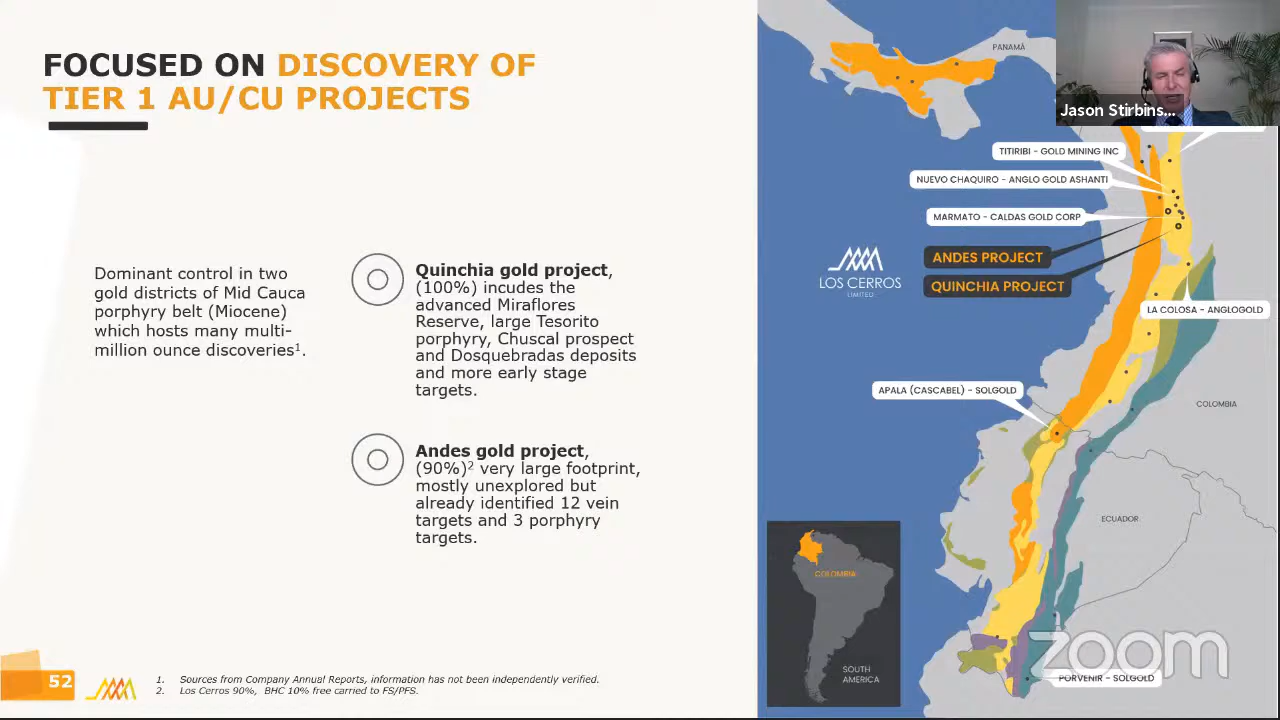 FOCUSED ON DISCOVERY OF
TIER 1 AU/CU PROJECTS
Dominant control in two
gold districts of Mid Cauca
porphyry belt (Miocene)
which hosts many multi-
million ounce discoveries¹.
Quinchia gold project,
(100%) incudes the
advanced Miraflores
Reserve, large Tesorito
porphyry, Chuscal prospect
and Dosquebradas deposits
and more early stage
targets.
Andes gold project,
(90%)² very large footprint,
mostly unexplored but
already identified 12 vein
targets and 3 porphyry
targets.
52
1. Sources from Company Annual Reports, information has not been independently verified.
2. Los Cerros 90%, BHC 10% free carried to FS/PFS.
PANAMÁ
Jason Stirbins...
TITIRIBI - GOLD MINING INC
NUEVO CHAQUIRO - ANGLO GOLD ASHANTI
MARMATO - CALDAS GOLD CORP
ANDES PROJECT
QUINCHIA PROJECT
LOS CERROS
LIMITED
LA COLOSA - ANGLOGOLD
APALA (CASCABEL) - SOLGOLD
COLOMBIA
ECUADOR
COLOMBIA
SOUTH
AMERICA
zoom
PORVENIR - SOLGOLD